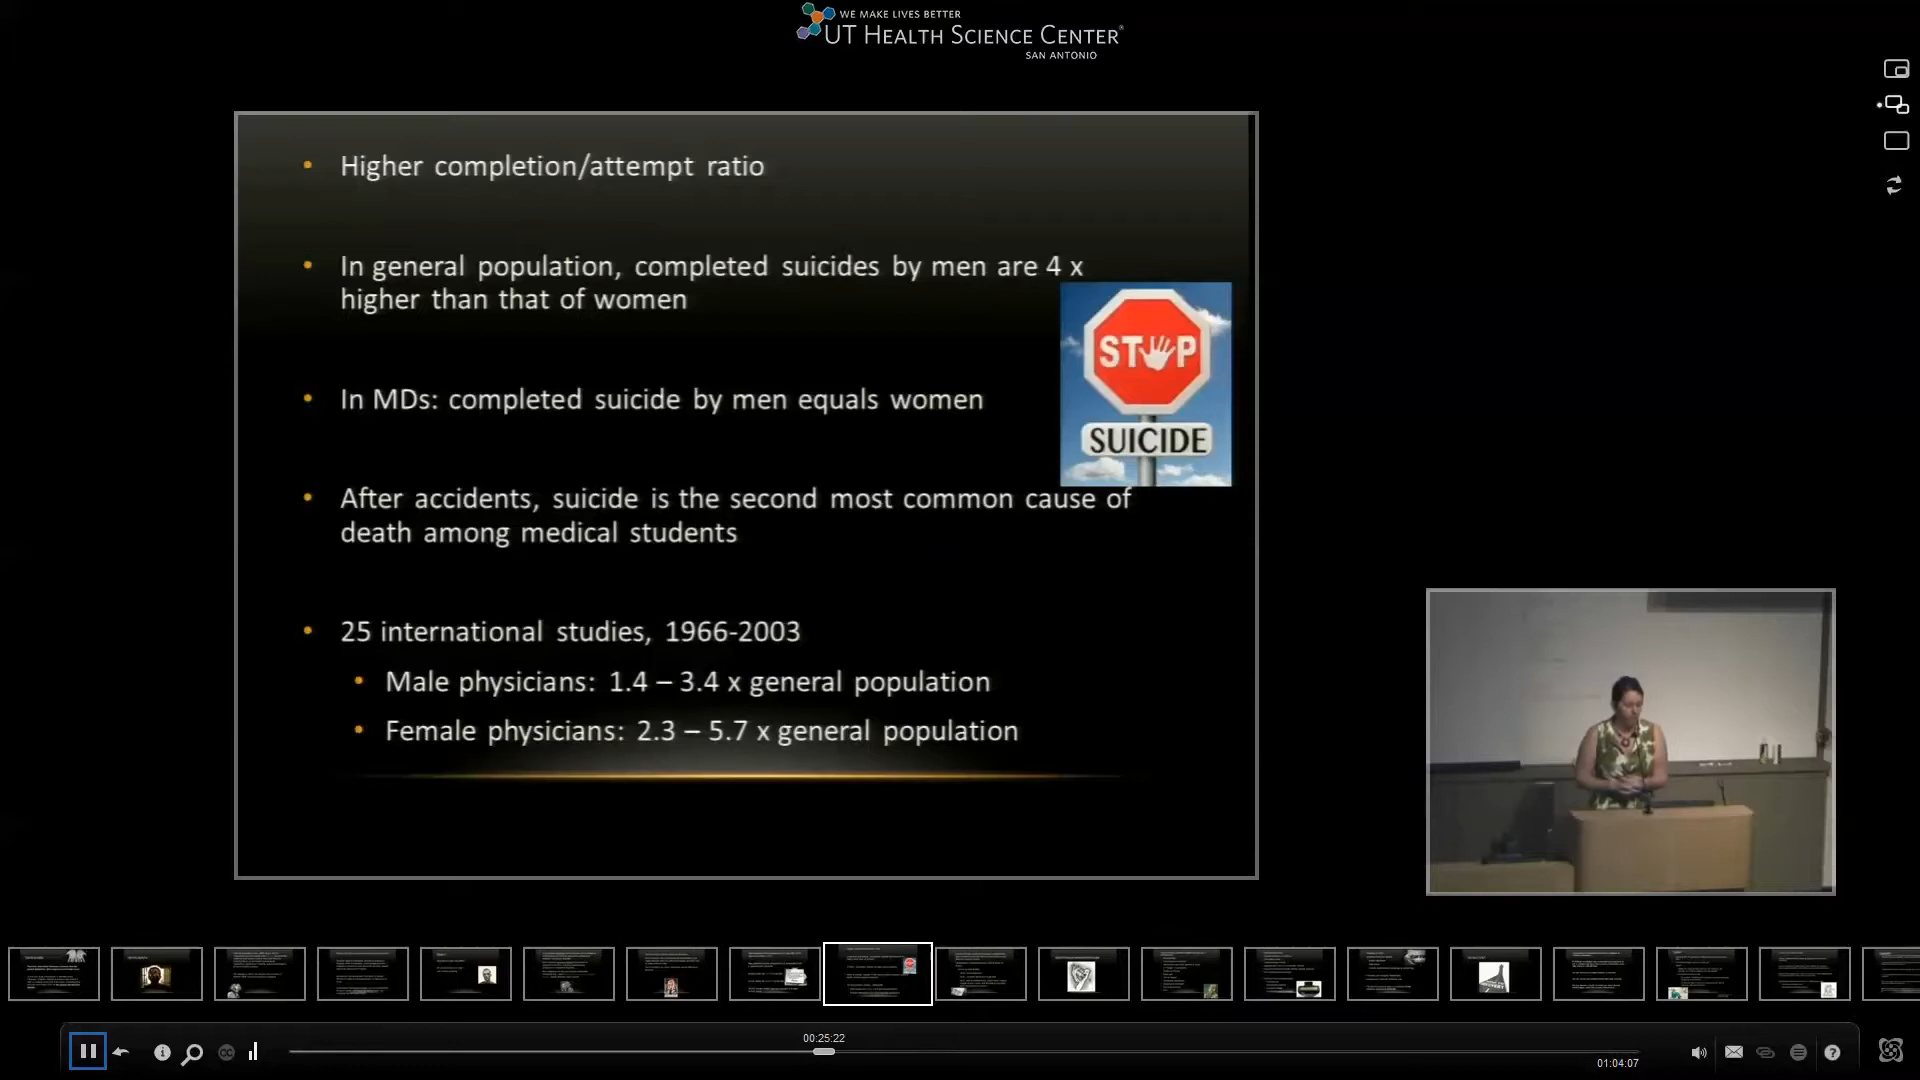 WE MAKE LIVES BETTER
UT HEALTH SCIENCE CENTER®
SAN ANTONIO
• Higher completion/attempt ratio
• In general population, completed suicides by men are 4 x
higher than that of women
• In MDs: completed suicide by men equals women
STOP
SUICIDE
• After accidents, suicide is the second most common cause of
death among medical students
• 25 international studies, 1966-2003
• Male physicians: 1.4 – 3.4 x general population
• Female physicians: 2.3 – 5.7 x general population
00:25:22
01:04:07